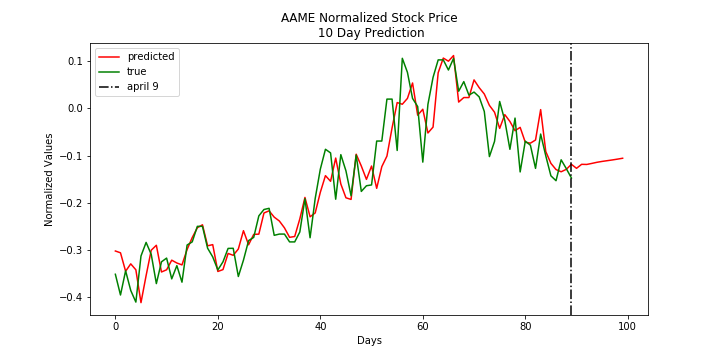 AAME Normalized Stock Price
10 Day Prediction
predicted
true
april 9
0.1
0.0
−0.1
−0.2
−0.3
−0.4
Normalized Values
0
20
40
60
80
100
Days